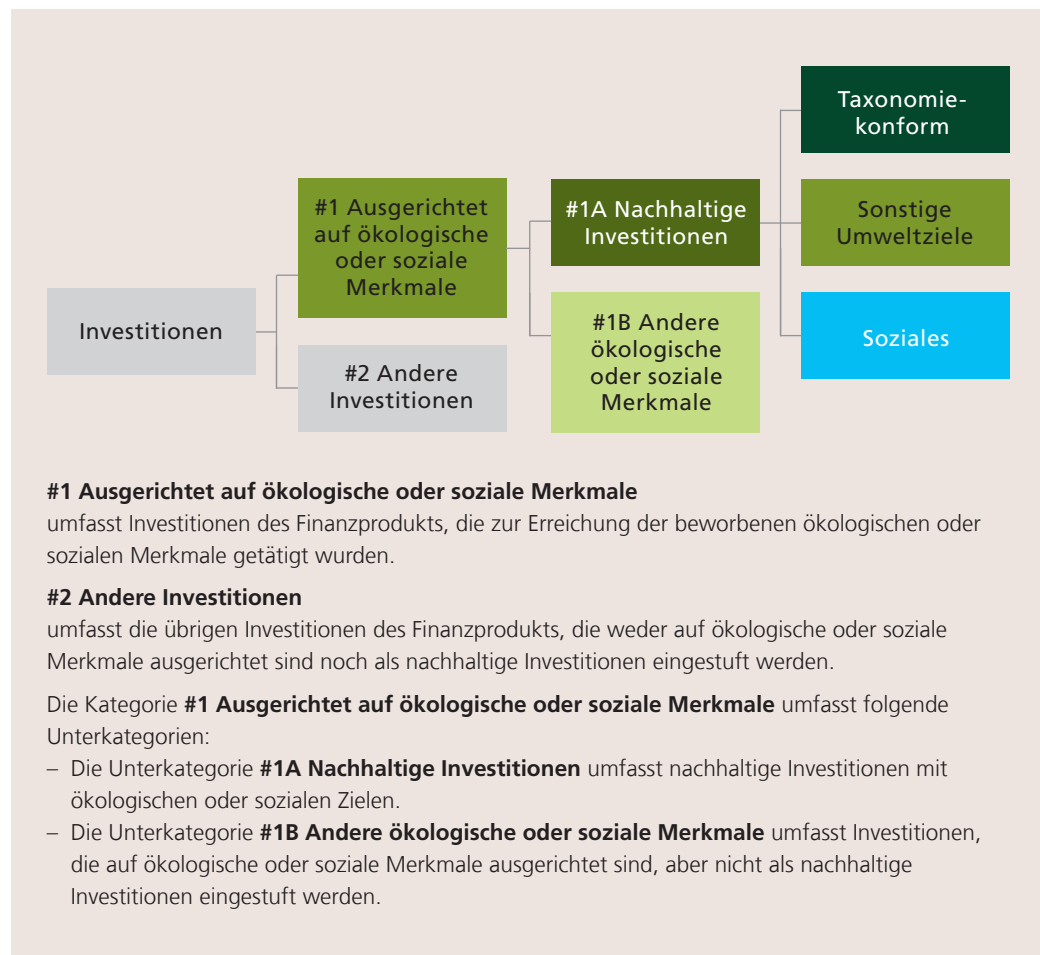 Investitionen
#1 Ausgerichtet
auf ökologische
oder soziale
Merkmale
#2 Andere
Investitionen
#1A Nachhaltige
Investitionen
#1B Andere
ökologische
oder soziale
Merkmale
Taxonomie-
konform
Sonstige
Umweltziele
Soziales
#1 Ausgerichtet auf ökologische oder soziale Merkmale
umfasst Investitionen des Finanzprodukts, die zur Erreichung der beworbenen ökologischen oder
sozialen Merkmale getätigt wurden.
#2 Andere Investitionen
umfasst die übrigen Investitionen des Finanzprodukts, die weder auf ökologische oder soziale
Merkmale ausgerichtet sind noch als nachhaltige Investitionen eingestuft werden.
Die Kategorie #1 Ausgerichtet auf ökologische oder soziale Merkmale umfasst folgende
Unterkategorien:
– Die Unterkategorie #1A Nachhaltige Investitionen umfasst nachhaltige Investitionen mit
ökologischen oder sozialen Zielen.
– Die Unterkategorie #1B Andere ökologische oder soziale Merkmale umfasst Investitionen,
die auf ökologische oder soziale Merkmale ausgerichtet sind, aber nicht als nachhaltige
Investitionen eingestuft werden.